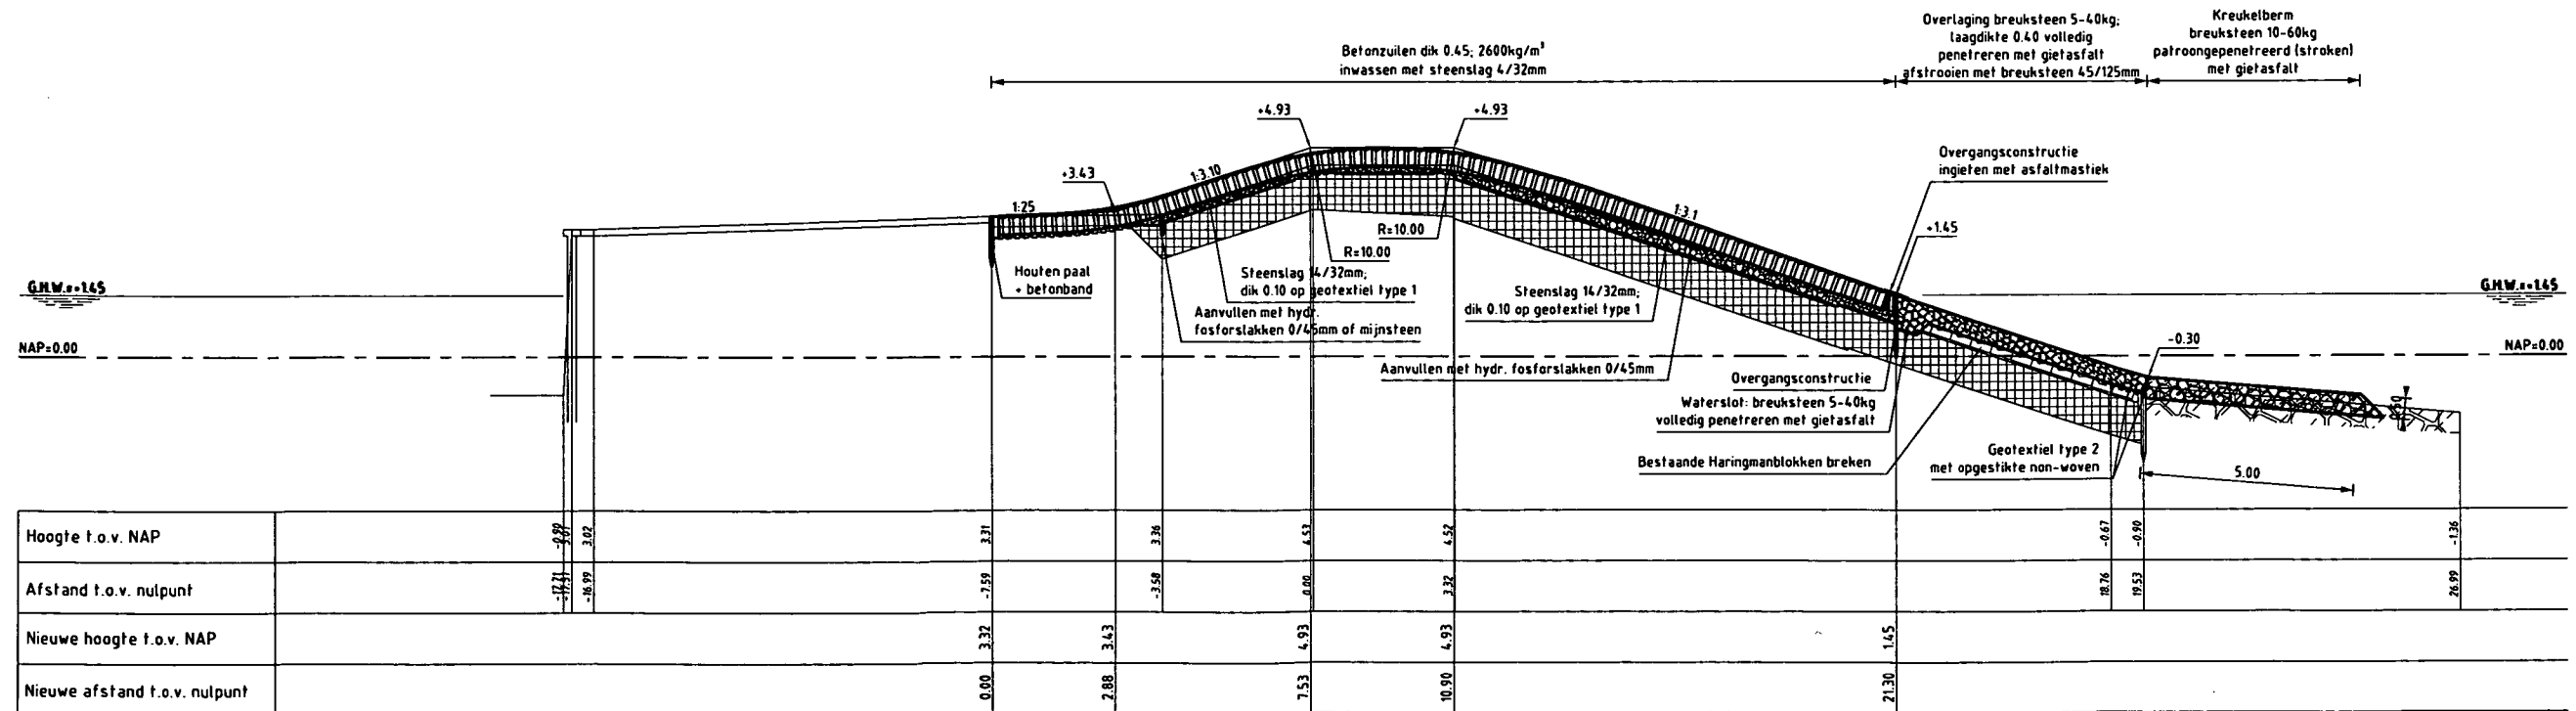 Betonzuilen dik 0.45; 2600kg/m³
inwassen met steenslag 4/32mm
Overlaging breuksteen 5-40kg;
laagdikte 0.40 volledig
penetreren met gietasfalt
afstrooien met breuksteen 45/125mm
Kreukelberm
breuksteen 10-60kg
patroongepenetreerd (stroken)
met gietasfalt
+4.93
+4.93
+3.43
1:25
1:3.10
1:3.1
Overgangsconstructie
ingieten met asfaltmastiek
+1.45
R=10.00
R=10.00
Houten paal
+ betonband
Steenslag 14/32mm;
dik 0.10 op geotextiel type 1
Aanvullen met hydr.
fosforslakken 0/45mm of mijnsteen
Steenslag 14/32mm;
dik 0.10 op geotextiel type 1
Aanvullen met hydr. fosforslakken 0/45mm
G.H.W.=+1.45
G.H.W.=+1.45
NAP=0.00
NAP=0.00
-0.30
Overgangsconstructie
Waterslot: breuksteen 5-40kg
volledig penetreren met gietasfalt
Bestaande Haringmanblokken breken
Geotextiel type 2
met opgestikte non-woven
5.00
Hoogte t.o.v. NAP -0.90 3.02 3.31 3.36 4.53 4.52 -0.67 -0.90 -1.36
Afstand t.o.v. nulpunt -16.99 -7.59 -3.58 0.00 3.32 18.76 19.53 26.99
Nieuwe hoogte t.o.v. NAP 3.32 3.43 4.93 4.93 1.45
Nieuwe afstand t.o.v. nulpunt 0.00 2.88 7.53 10.90 21.30